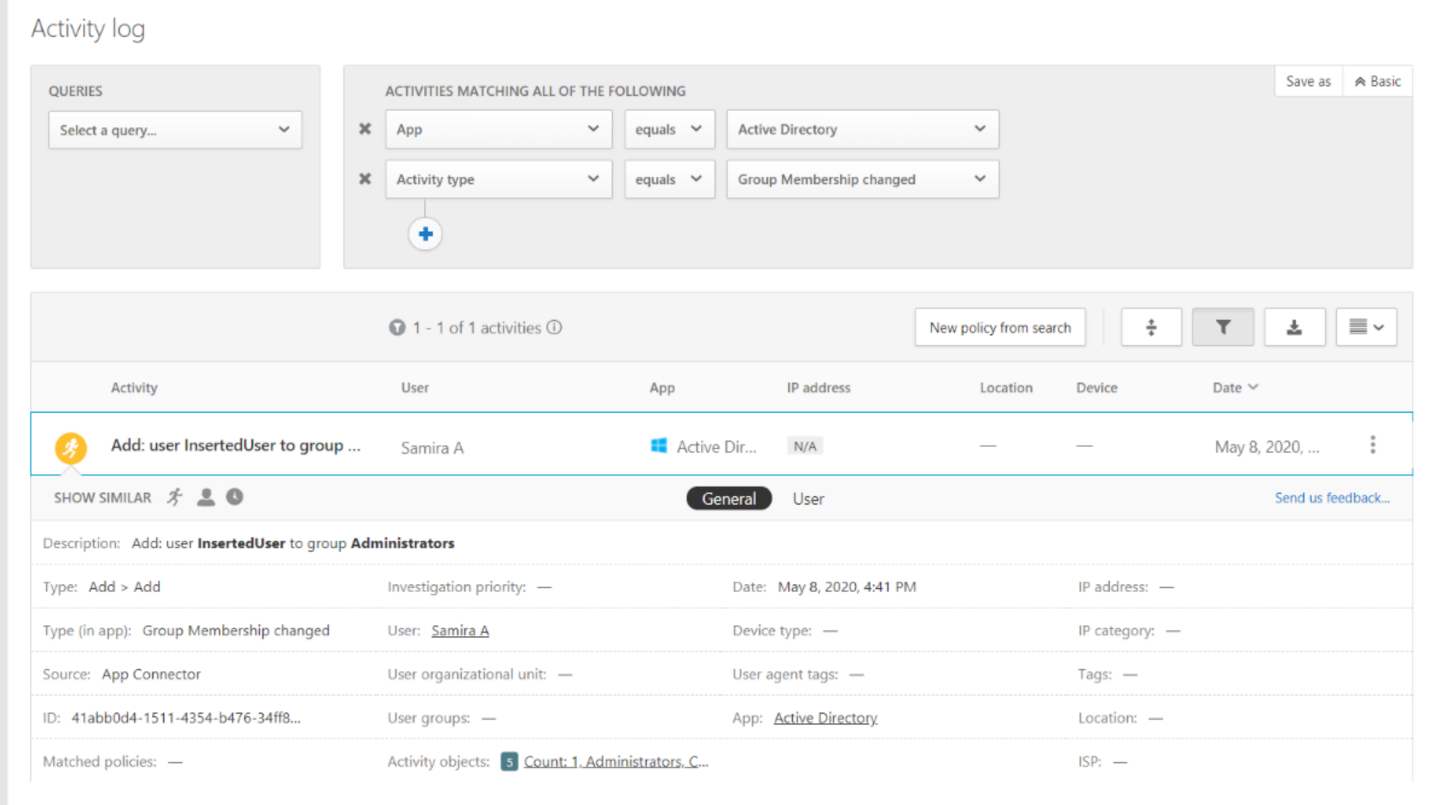 Activity log
QUERIES
Select a query...
ACTIVITIES MATCHING ALL OF THE FOLLOWING
Save as
Basic
App equals Active Directory
Activity type equals Group Membership changed
1 - 1 of 1 activities
New policy from search
Activity User App IP address Location Device Date
Add: user InsertedUser to group ... Samira A Active Dir... N/A — — May 8, 2020, ...
SHOW SIMILAR General User Send us feedback...
Description: Add: user InsertedUser to group Administrators
Type: Add > Add Investigation priority: — Date: May 8, 2020, 4:41 PM IP address: —
Type (in app): Group Membership changed User: Samira A Device type: — IP category: —
Source: App Connector User organizational unit: — User agent tags: — Tags: —
ID: 41abb0d4-1511-4354-b476-34ff8... User groups: — App: Active Directory Location: —
Matched policies: — Activity objects: 5 Count: 1, Administrators, C... ISP: —